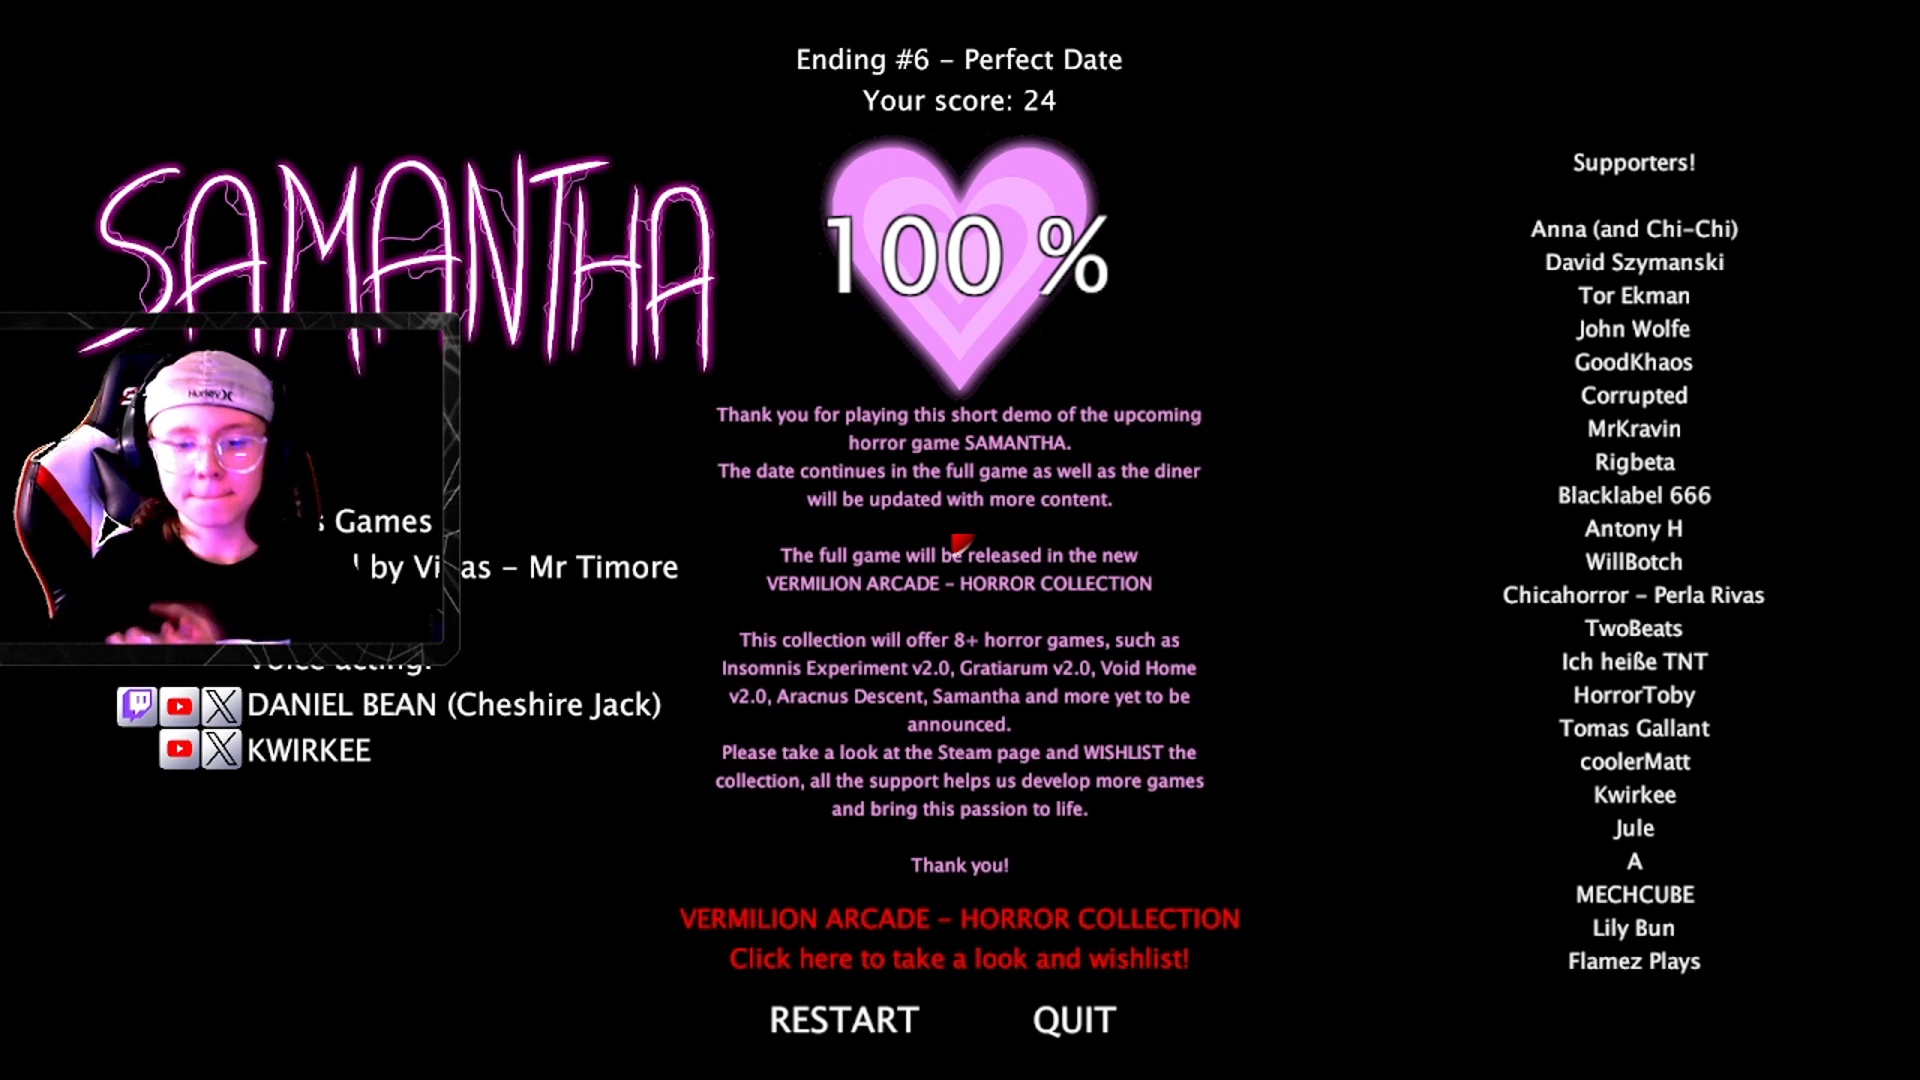 Ending #6 – Perfect Date
Your score: 24
SAMANTHA
100 %
Hurley
Games
by Vi as – Mr Timore
Voice acting:
DANIEL BEAN (Cheshire Jack)
KWIRKEE
Thank you for playing this short demo of the upcoming
horror game SAMANTHA.
The date continues in the full game as well as the diner
will be updated with more content.
The full game will be released in the new
VERMILION ARCADE – HORROR COLLECTION
This collection will offer 8+ horror games, such as
Insomnis Experiment v2.0, Gratiarum v2.0, Void Home
v2.0, Aracnus Descent, Samantha and more yet to be
announced.
Please take a look at the Steam page and WISHLIST the
collection, all the support helps us develop more games
and bring this passion to life.
Thank you!
VERMILION ARCADE – HORROR COLLECTION
Click here to take a look and wishlist!
RESTART
QUIT
Supporters!
Anna (and Chi-Chi)
David Szymanski
Tor Ekman
John Wolfe
GoodKhaos
Corrupted
MrKravin
Rigbeta
Blacklabel 666
Antony H
WillBotch
Chicahorror – Perla Rivas
TwoBeats
Ich heiße TNT
HorrorToby
Tomas Gallant
coolerMatt
Kwirkee
Jule
A
MECHCUBE
Lily Bun
Flamez Plays